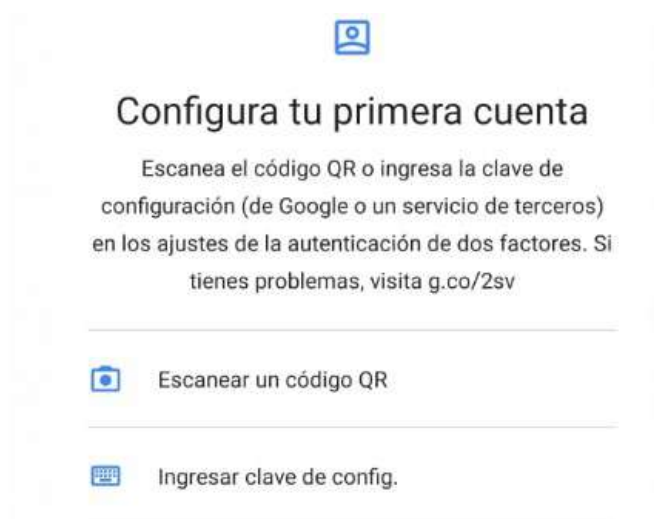 Configura tu primera cuenta
Escanea el código QR o ingresa la clave de
configuración (de Google o un servicio de terceros)
en los ajustes de la autenticación de dos factores. Si
tienes problemas, visita g.co/2sv
Escanear un código QR
Ingresar clave de config.